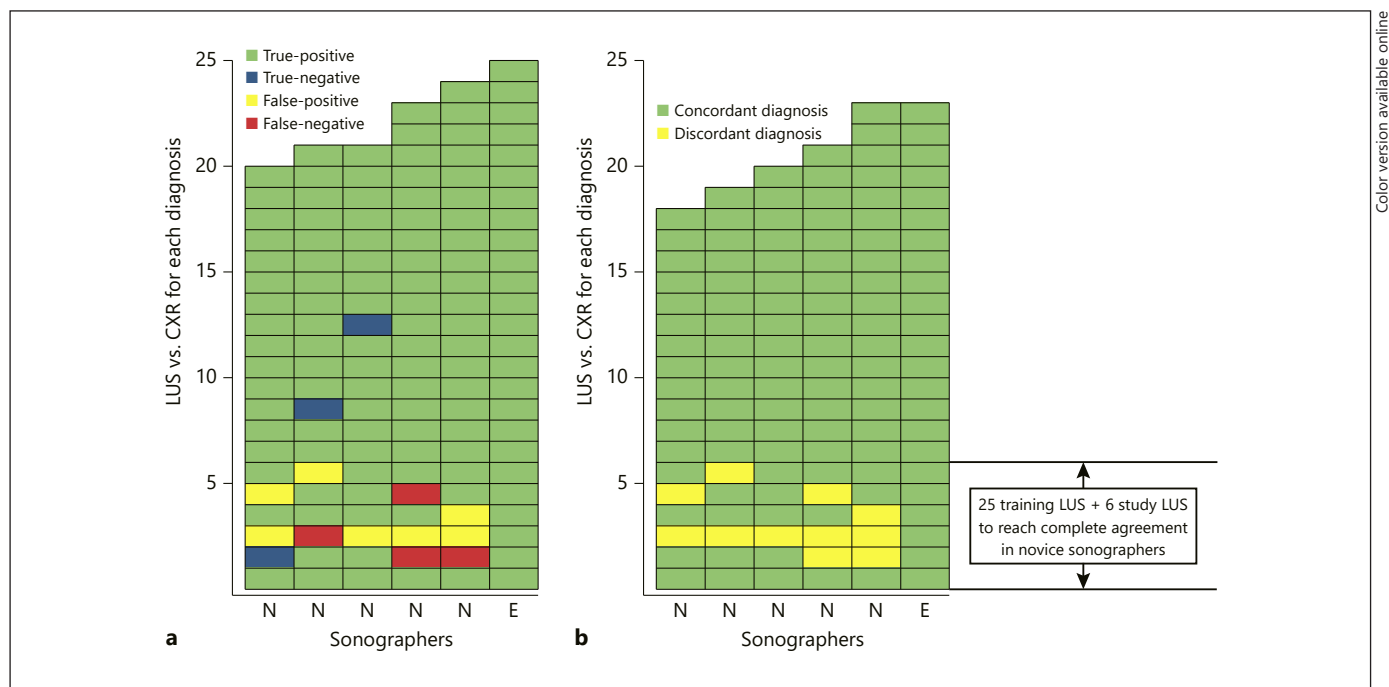 Color version available online
25
20
15
10
5
LUS vs. CXR for each diagnosis
True-positive
True-negative
False-positive
False-negative
N N N N N E
Sonographers
a
25
20
15
10
5
LUS vs. CXR for each diagnosis
Concordant diagnosis
Discordant diagnosis
N N N N N E
Sonographers
b
25 training LUS + 6 study LUS
to reach complete agreement
in novice sonographers